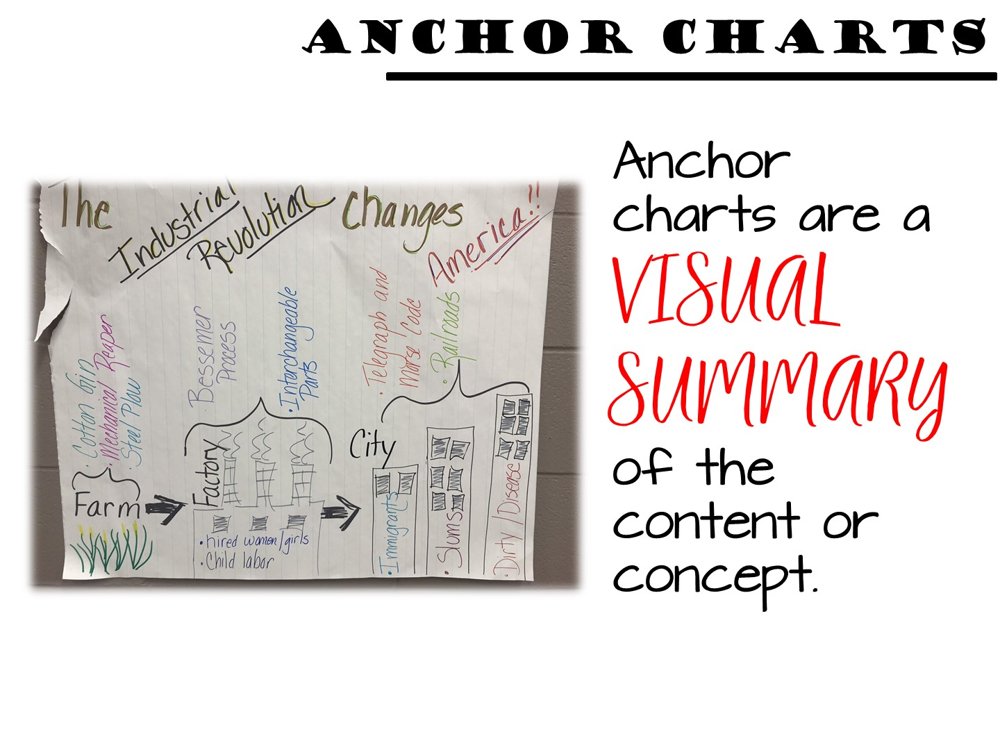 ANCHOR CHARTS
The
Industrial
Revolution
Changes
America!!
• Cotton Gin
• Mechanical Reaper
• Steel Plow
Farm
• Bessemer
Process
• Interchangeable
Parts
Factory
• hired women/girls
• Child labor
• Telegraph and
Morse Code
• Railroads
City
• Immigrants
• Slums
• Dirty/Disease
Anchor
charts are a
VISUAL
SUMMARY
of the
content or
concept.